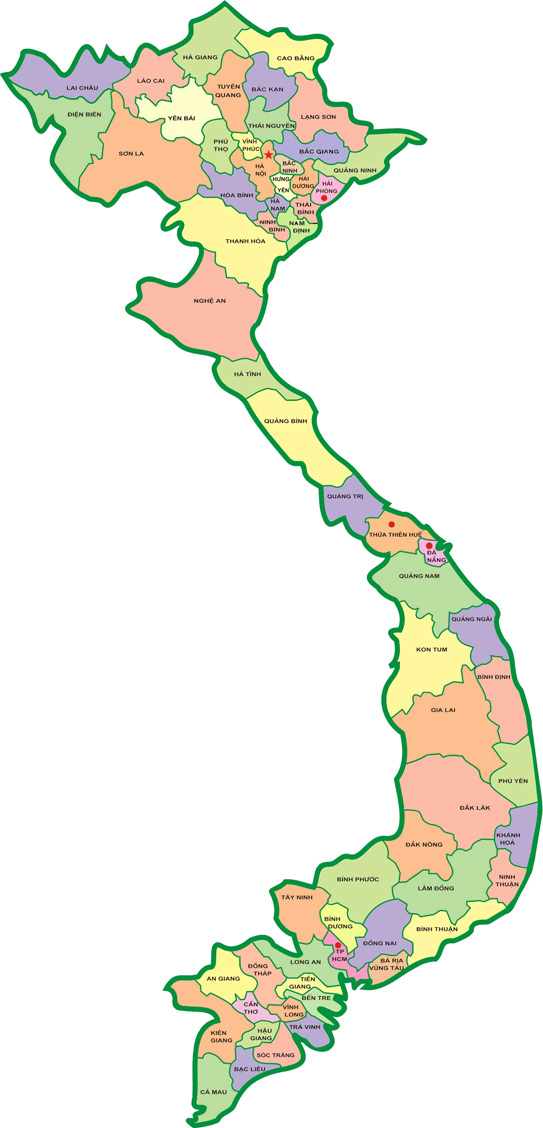 HÀ GIANG
CAO BẰNG
LAI CHÂU
LÀO CAI
TUYÊN
QUANG
BẮC KẠN
ĐIỆN BIÊN
YÊN BÁI
LẠNG SƠN
THÁI NGUYÊN
SƠN LA
PHÚ
THỌ
VĨNH
PHÚC
BẮC GIANG
HÀ
NỘI
BẮC
NINH
QUẢNG NINH
HƯNG
YÊN
HẢI
DƯƠNG
HẢI
PHÒNG
HÒA BÌNH
HÀ
NAM
THÁI
BÌNH
NINH
BÌNH
NAM
ĐỊNH
THANH HÓA
NGHỆ AN
HÀ TĨNH
QUẢNG BÌNH
QUẢNG TRỊ
THỪA THIÊN HUẾ
ĐÀ
NẴNG
QUẢNG NAM
QUẢNG NGÃI
KON TUM
BÌNH ĐỊNH
GIA LAI
PHÚ YÊN
ĐẮK LẮK
KHÁNH
HOÀ
ĐẮK NÔNG
BÌNH PHƯỚC
LÂM ĐỒNG
NINH
THUẬN
TÂY NINH
BÌNH
DƯƠNG
ĐỒNG NAI
BÌNH THUẬN
TP
HCM
LONG AN
BÀ RỊA
VŨNG TÀU
AN GIANG
ĐỒNG
THÁP
TIỀN
GIANG
BẾN TRE
CẦN
THƠ
VĨNH
LONG
TRÀ VINH
KIÊN
GIANG
HẬU
GIANG
SÓC TRĂNG
BẠC LIÊU
CÀ MAU